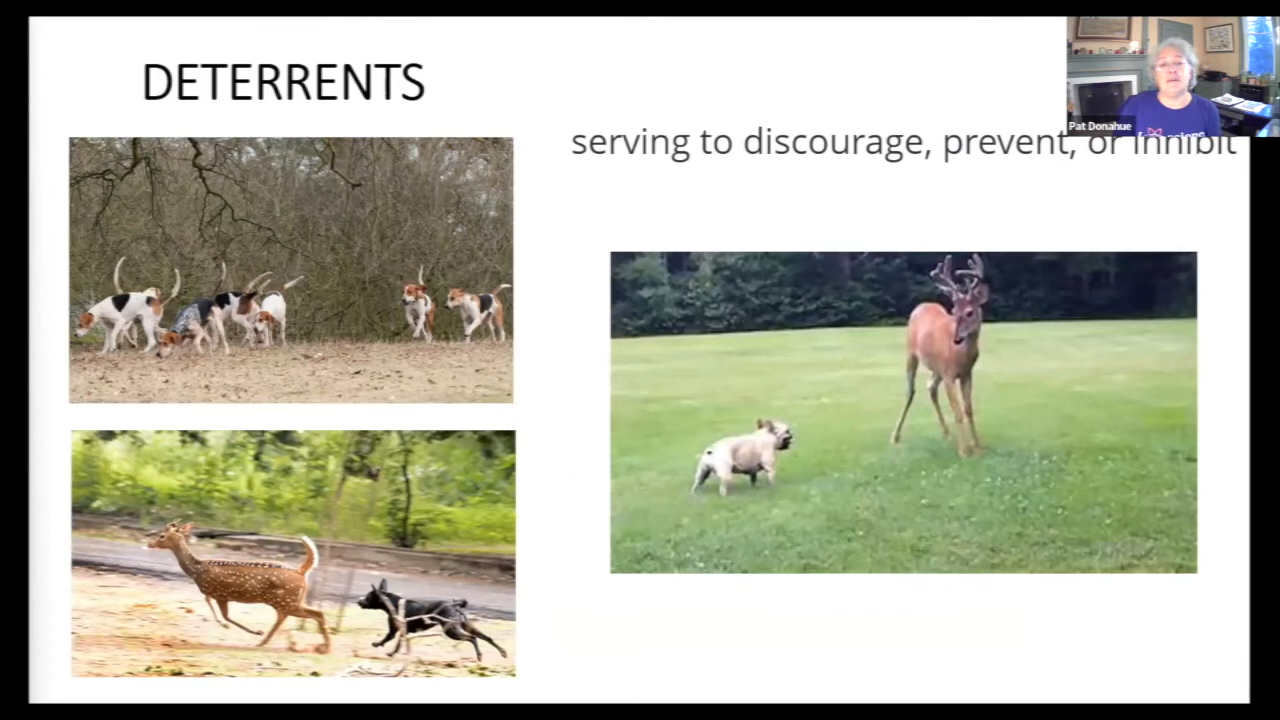 DETERRENTS
serving to discourage, prevent, or inhibit
Pat Donahue